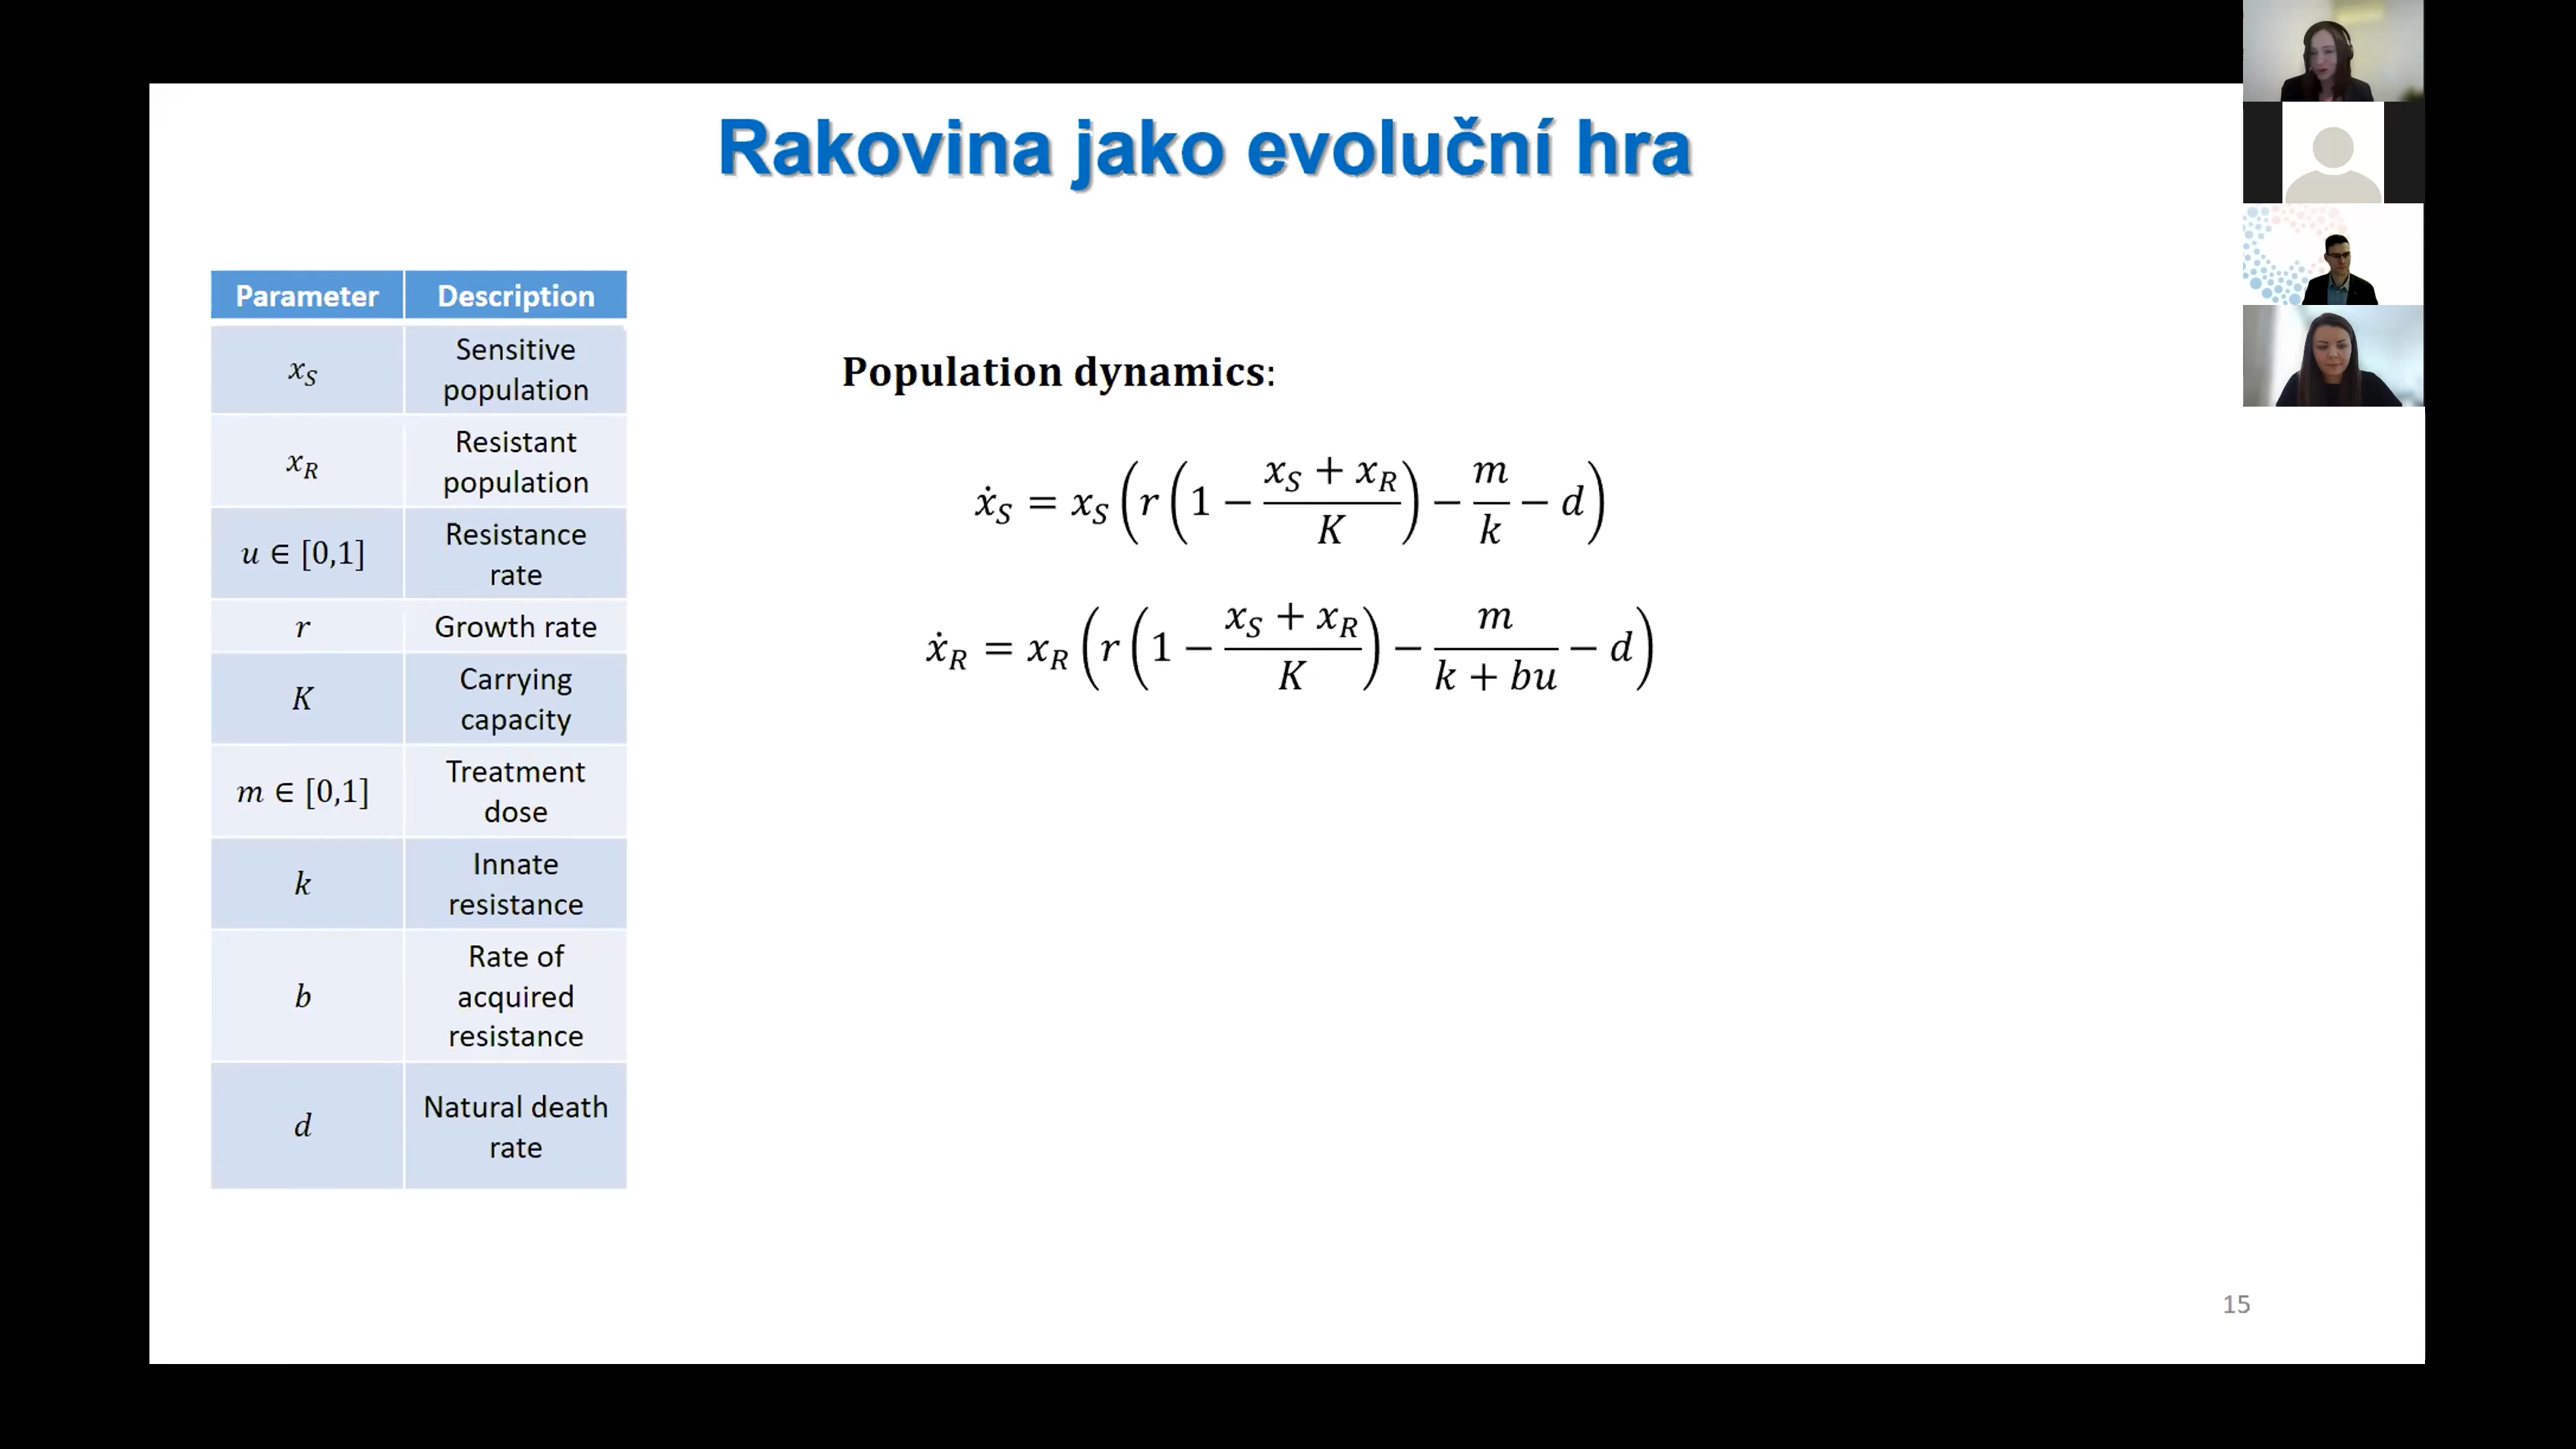 Rakovina jako evoluční hra
Parameter Description
x_S Sensitive population
x_R Resistant population
u ∈ [0,1] Resistance rate
r Growth rate
K Carrying capacity
m ∈ [0,1] Treatment dose
k Innate resistance
b Rate of acquired resistance
d Natural death rate
Population dynamics:
ẋ_S = x_S ( r ( 1 − (x_S + x_R)/K ) − m/k − d )
ẋ_R = x_R ( r ( 1 − (x_S + x_R)/K ) − m/(k + bu) − d )
15